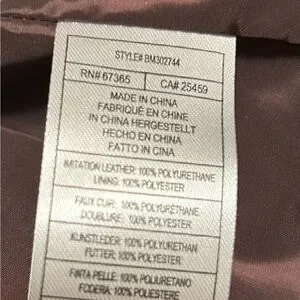 STYLE# BM302744
RN# 67365 CA# 25459
MADE IN CHINA
FABRIQUÉ EN CHINE
IN CHINA HERGESTELLT
HECHO EN CHINA
FATTO IN CINA
IMITATION LEATHER: 100% POLYURETHANE
LINING: 100% POLYESTER
FAUX CUIR: 100% POLYURÉTHANE
DOUBLURE: 100% POLYESTER
KUNSTLEDER: 100% POLYURETHAN
FUTTER: 100% POLYESTER
FINTA PELLE: 100% POLIURETANO
FODERA: 100% POLIESTERE